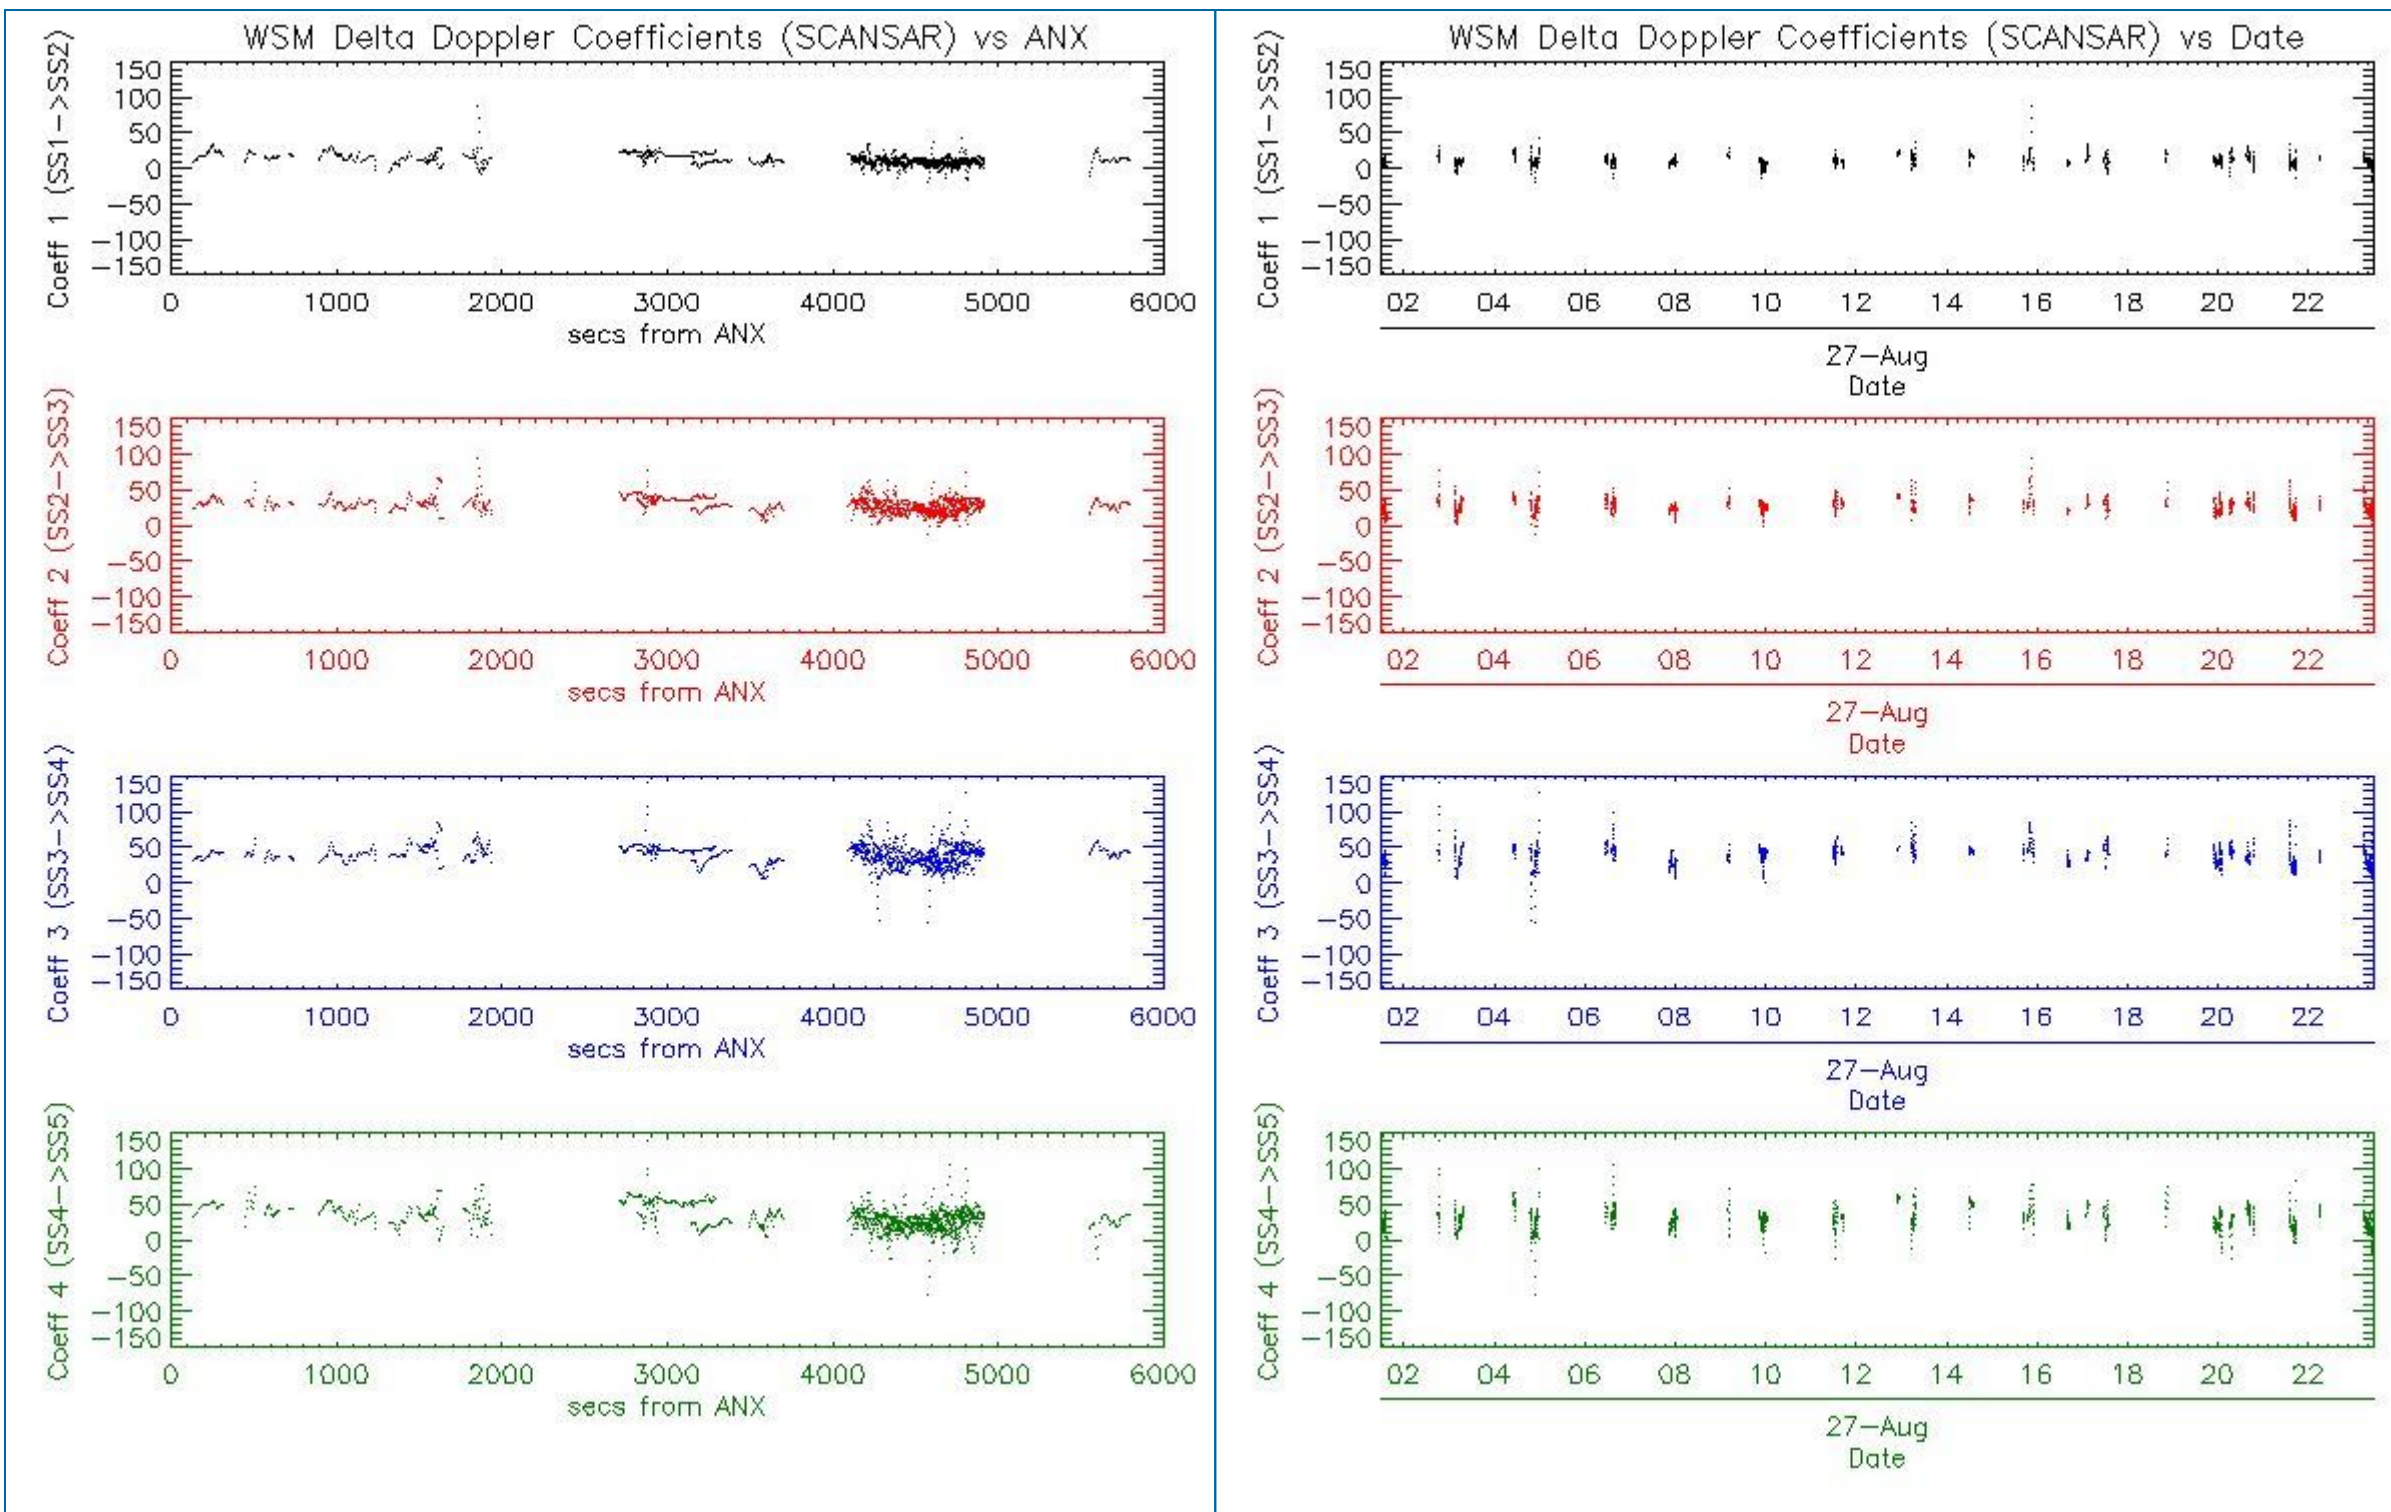 WSM Delta Doppler Coefficients (SCANSAR) vs ANX
Coeff 1 (SS1->SS2)
150
100
50
0
-50
-100
-150
0 1000 2000 3000 4000 5000 6000
secs from ANX
Coeff 2 (SS2->SS3)
150
100
50
0
-50
-100
-150
0 1000 2000 3000 4000 5000 6000
secs from ANX
Coeff 3 (SS3->SS4)
150
100
50
0
-50
-100
-150
0 1000 2000 3000 4000 5000 6000
secs from ANX
Coeff 4 (SS4->SS5)
150
100
50
0
-50
-100
-150
0 1000 2000 3000 4000 5000 6000
secs from ANX
WSM Delta Doppler Coefficients (SCANSAR) vs Date
Coeff 1 (SS1->SS2)
150
100
50
0
-50
-100
-150
02 04 06 08 10 12 14 16 18 20 22
27-Aug
Date
Coeff 2 (SS2->SS3)
150
100
50
0
-50
-100
-150
02 04 06 08 10 12 14 16 18 20 22
27-Aug
Date
Coeff 3 (SS3->SS4)
150
100
50
0
-50
-100
-150
02 04 06 08 10 12 14 16 18 20 22
27-Aug
Date
Coeff 4 (SS4->SS5)
150
100
50
0
-50
-100
-150
02 04 06 08 10 12 14 16 18 20 22
27-Aug
Date